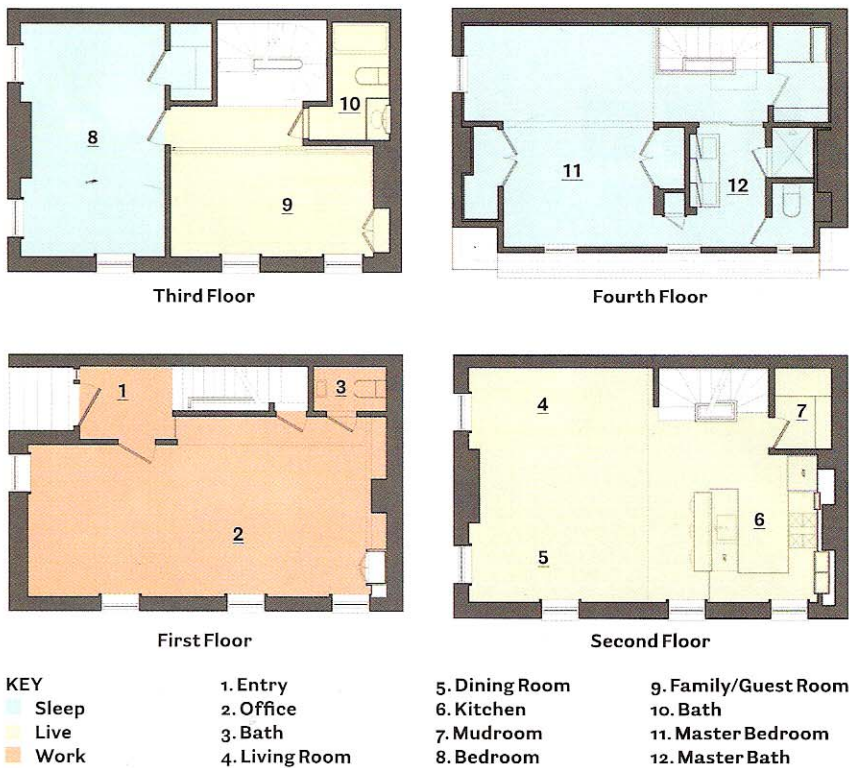 8
10
9
Third Floor
11
12
Fourth Floor
1
3
2
First Floor
4
7
6
5
Second Floor
KEY
Sleep
Live
Work
1. Entry
2. Office
3. Bath
4. Living Room
5. Dining Room
6. Kitchen
7. Mudroom
8. Bedroom
9. Family/Guest Room
10. Bath
11. Master Bedroom
12. Master Bath